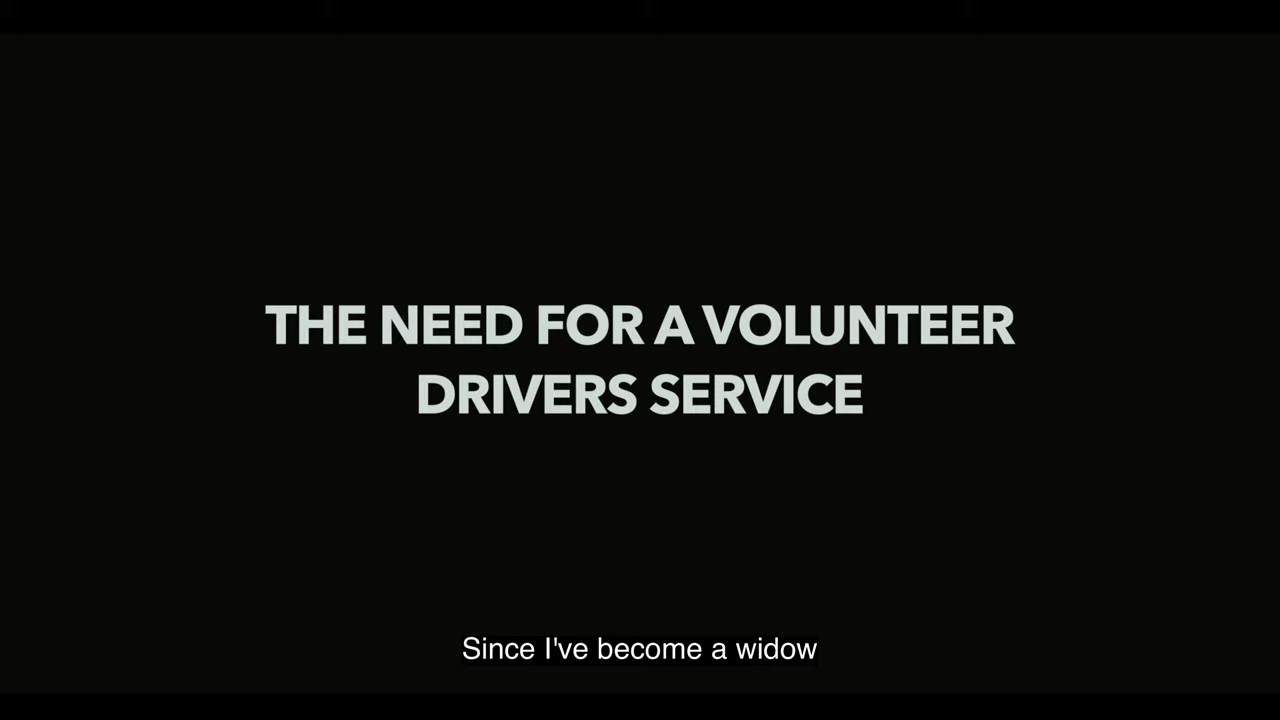 THE NEED FOR A VOLUNTEER
DRIVERS SERVICE
Since I've become a widow